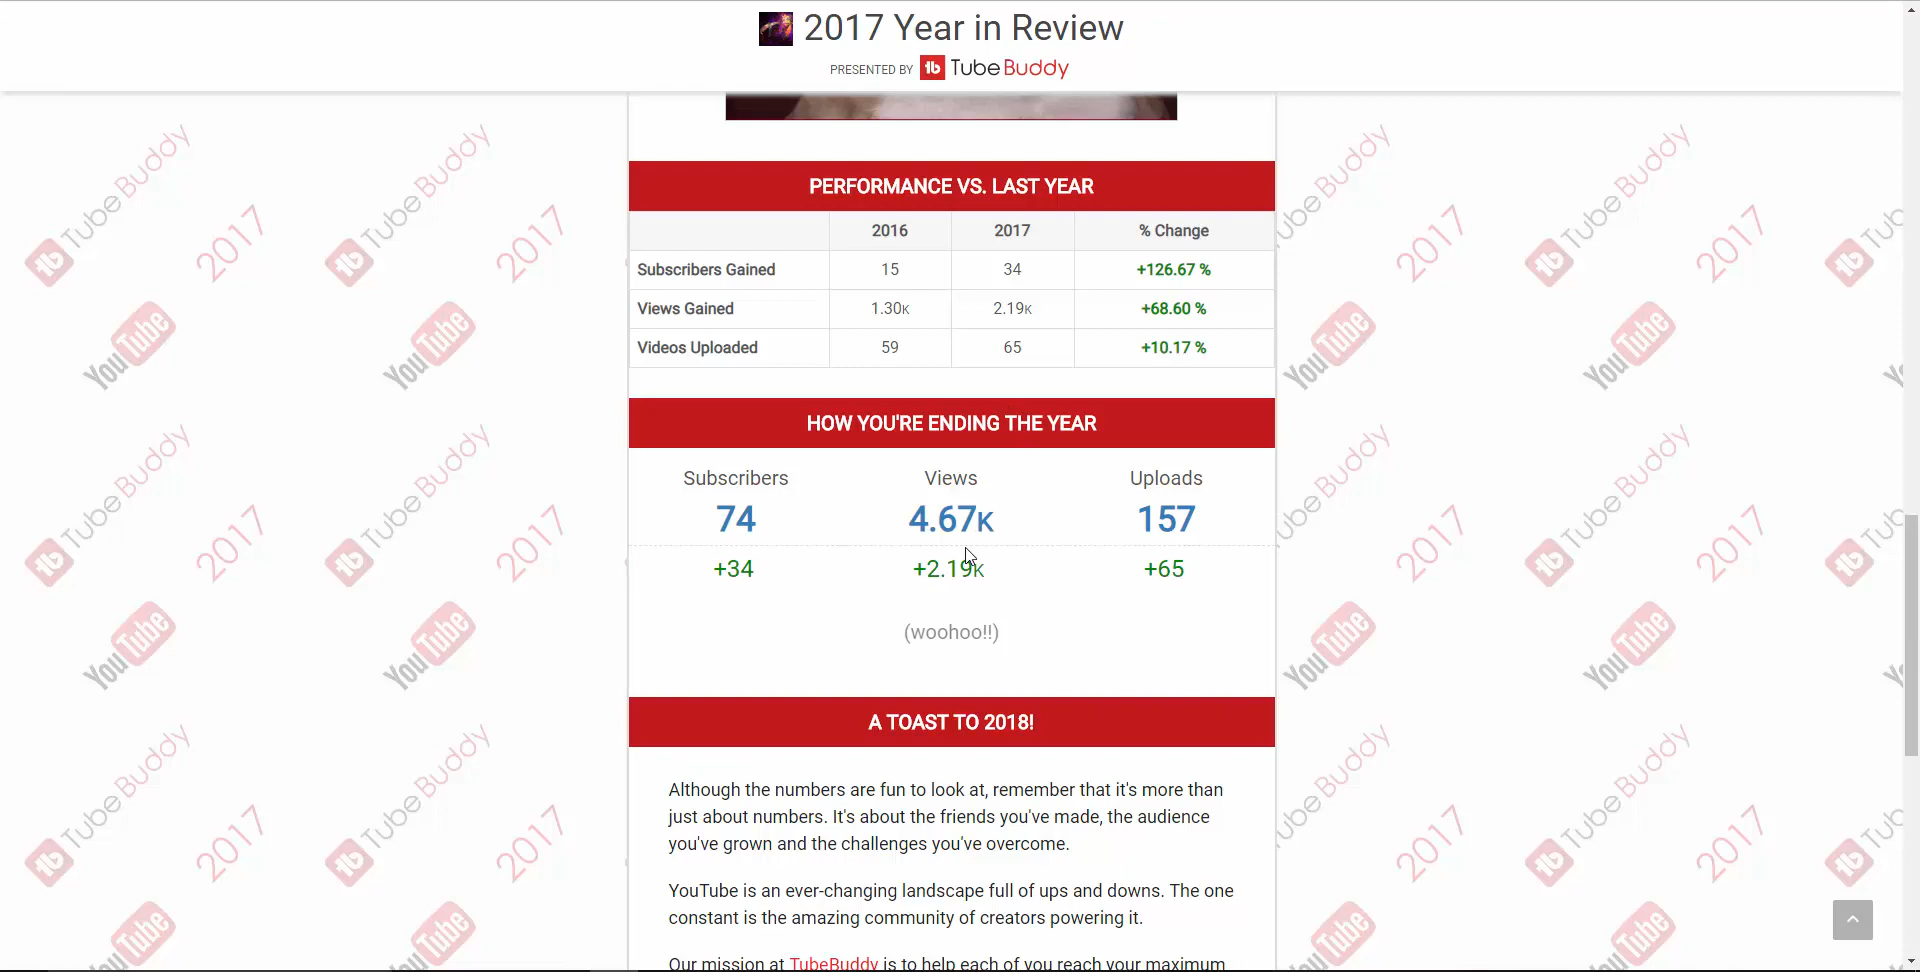 2017 Year in Review
PRESENTED BY TubeBuddy
PERFORMANCE VS. LAST YEAR
2016 2017 % Change
Subscribers Gained 15 34 +126.67 %
Views Gained 1.30K 2.19K +68.60 %
Videos Uploaded 59 65 +10.17 %
HOW YOU'RE ENDING THE YEAR
Subscribers Views Uploads
74 4.67K 157
+34 +2.19K +65
(woohoo!!)
A TOAST TO 2018!
Although the numbers are fun to look at, remember that it's more than
just about numbers. It's about the friends you've made, the audience
you've grown and the challenges you've overcome.
YouTube is an ever-changing landscape full of ups and downs. The one
constant is the amazing community of creators powering it.
Our mission at TubeBuddy is to help each of you reach your maximum